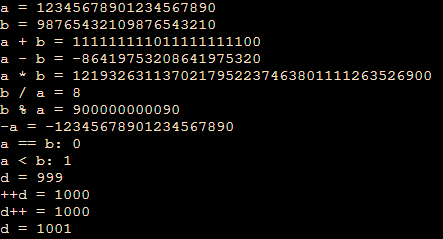 a = 12345678901234567890
b = 98765432109876543210
a + b = 111111111011111111100
a - b = -86419753208641975320
a * b = 1219326311370217952237463801111263526900
b / a = 8
b % a = 900000000090
-a = -12345678901234567890
a == b: 0
a < b: 1
d = 999
++d = 1000
d++ = 1000
d = 1001